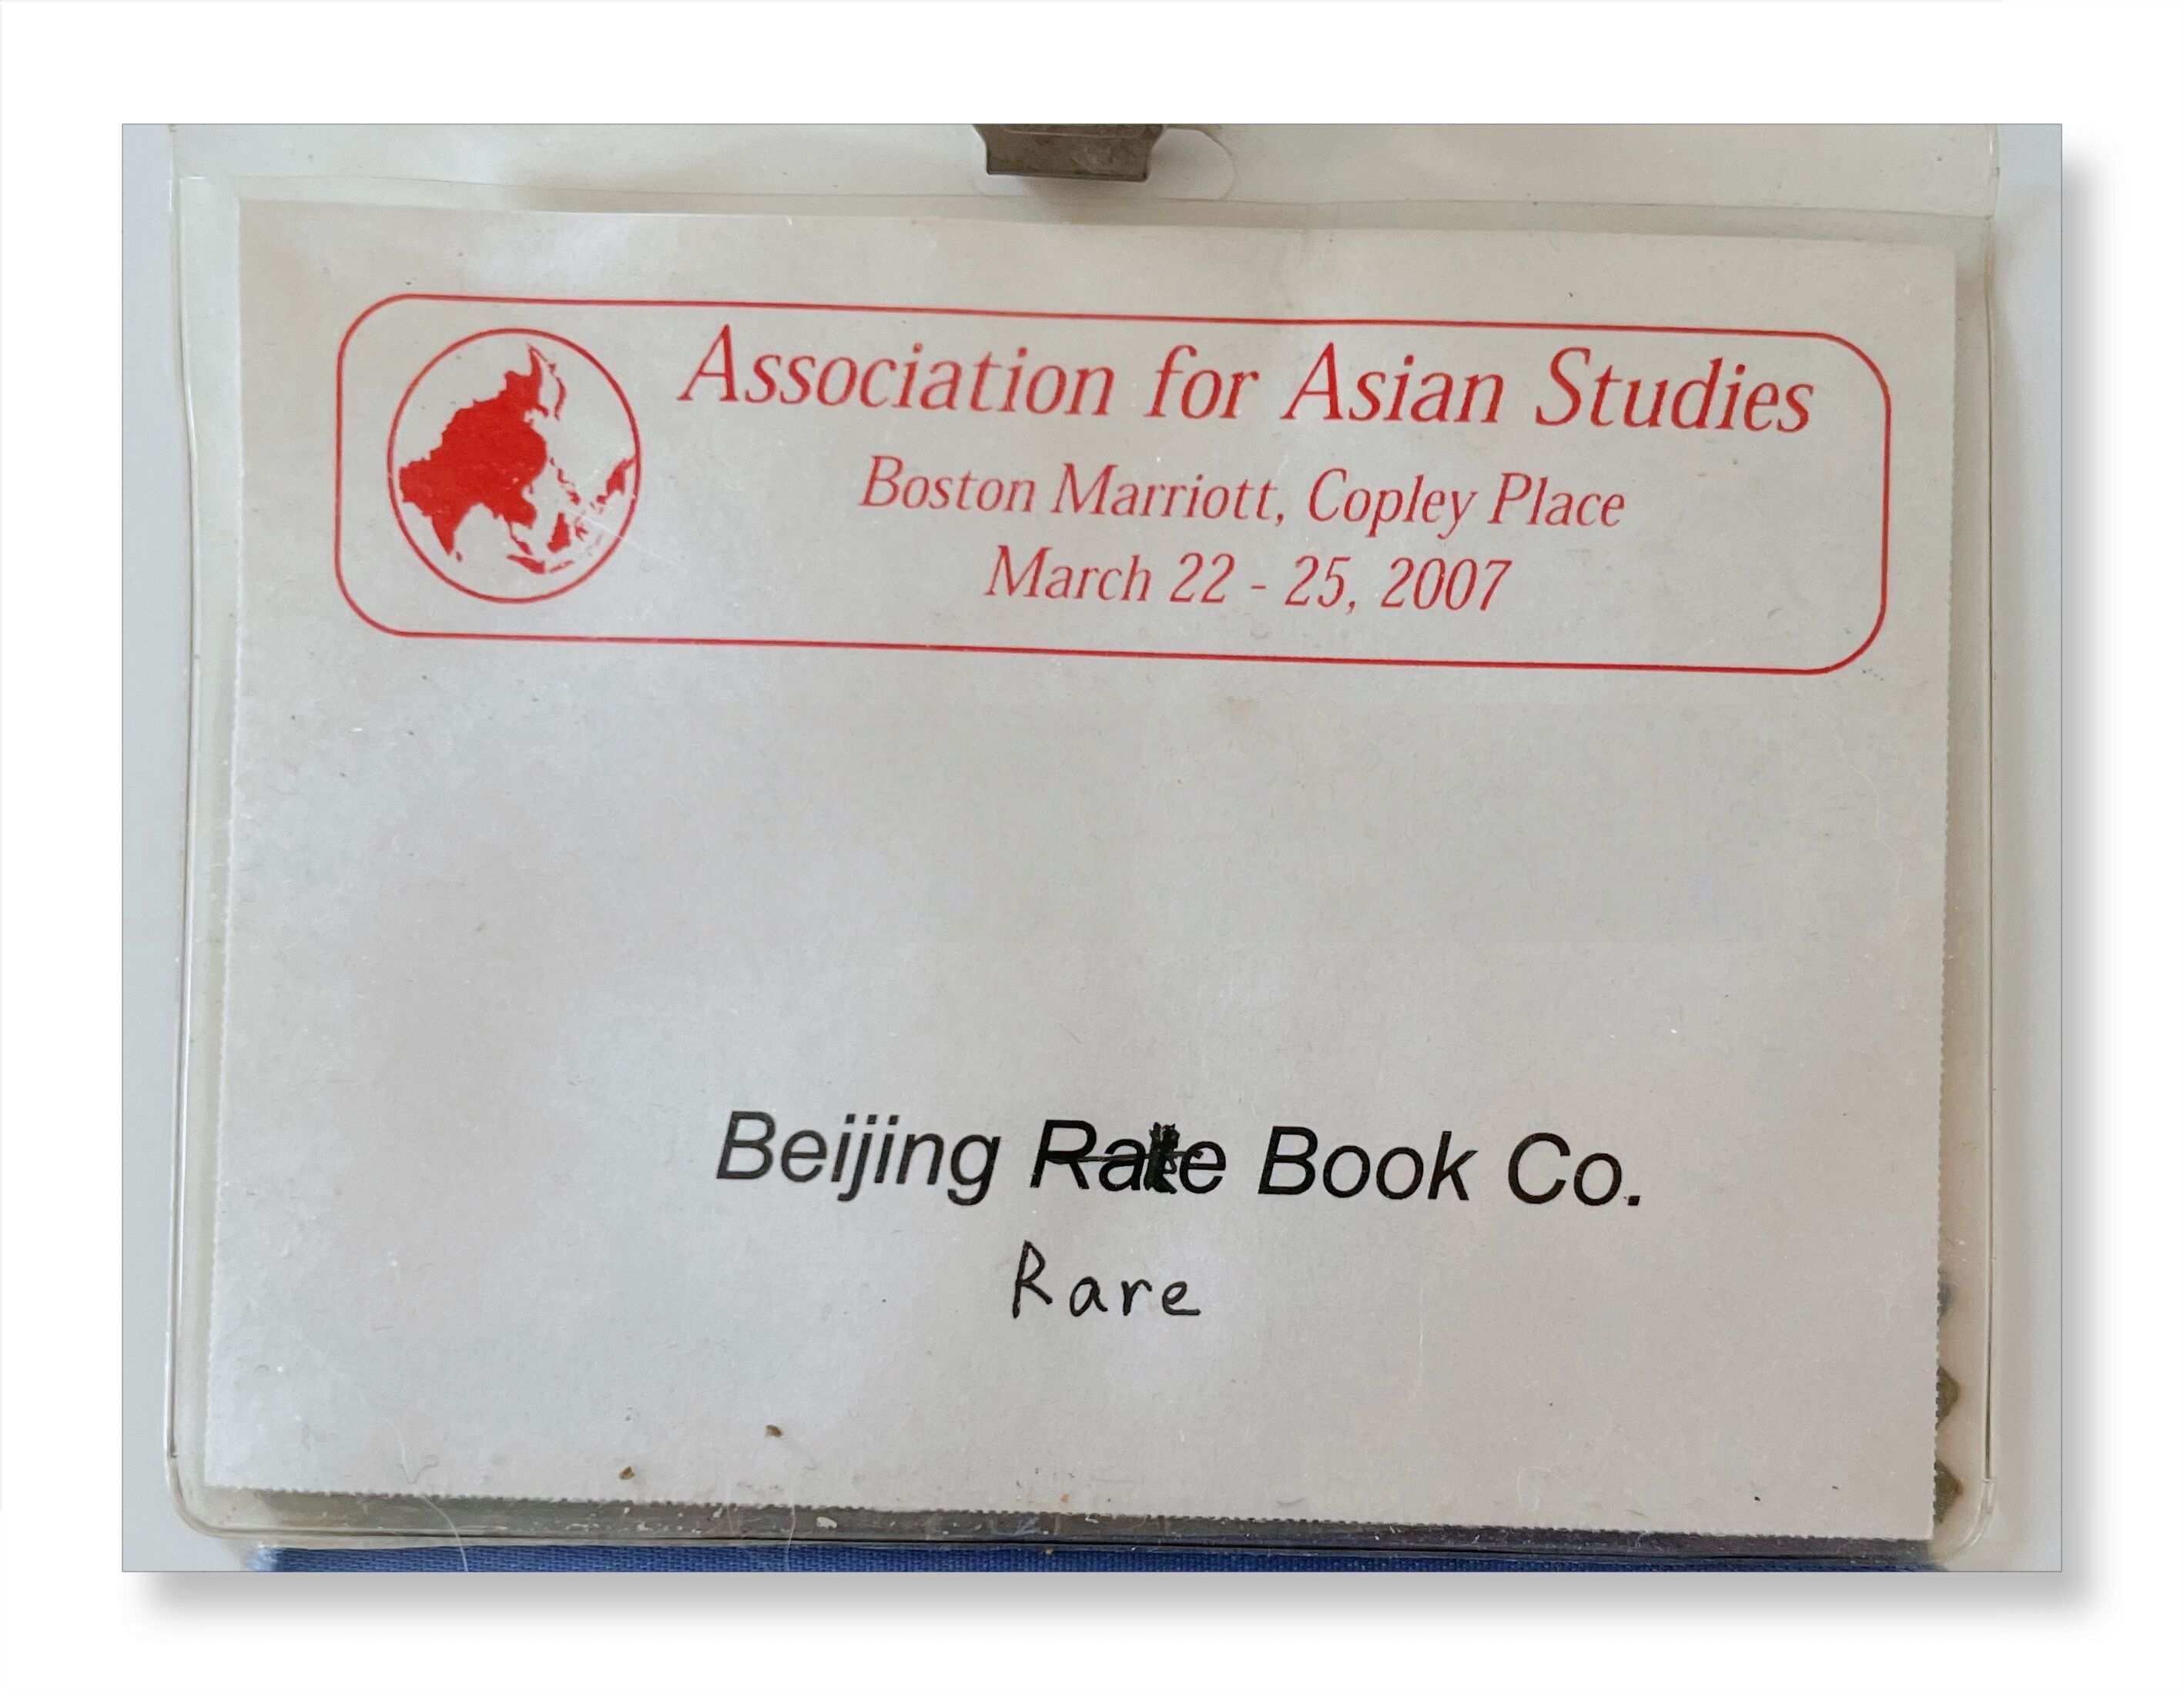 Association for Asian Studies
Boston Marriott, Copley Place
March 22 - 25, 2007
Beijing Rate Book Co.
Rare